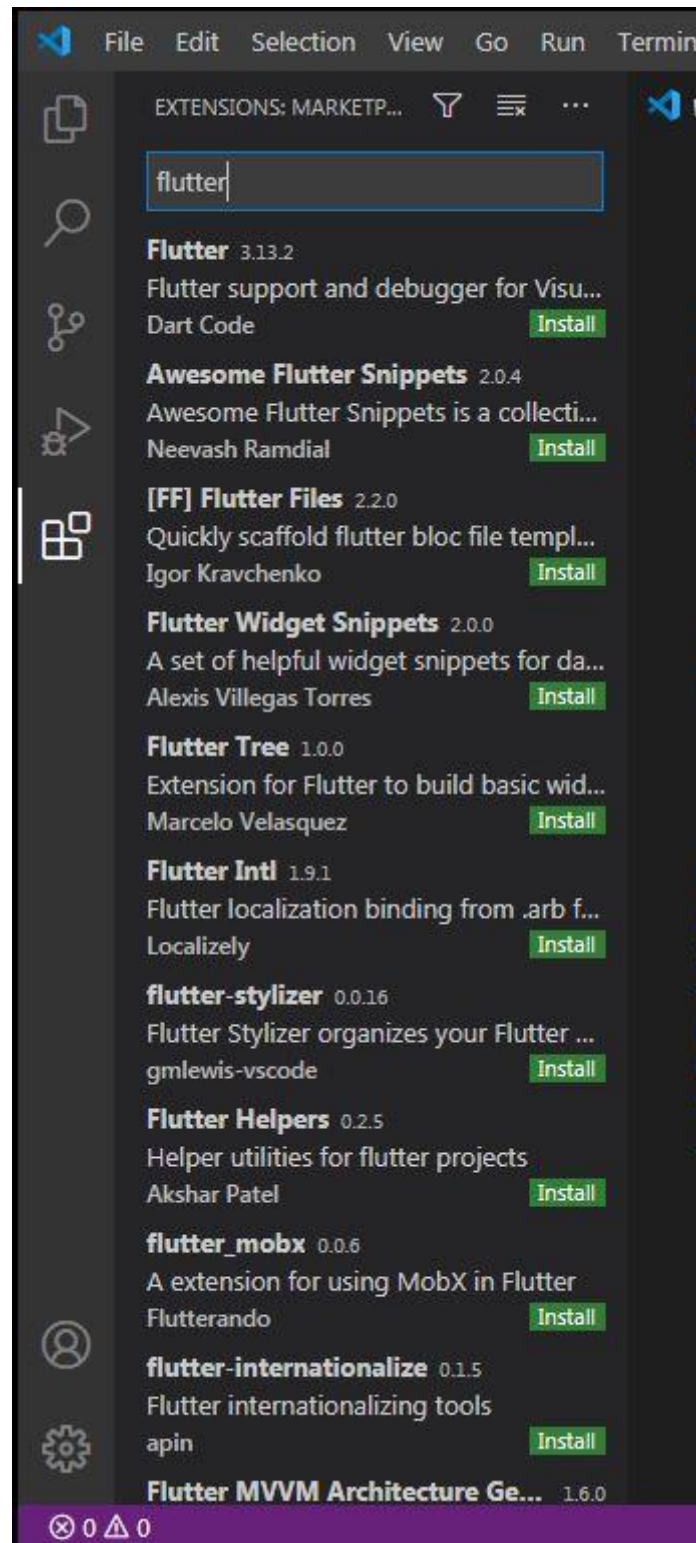 File Edit Selection View Go Run Termin
EXTENSIONS: MARKETP... ...
flutter
Flutter 3.13.2
Flutter support and debugger for Visu...
Dart Code Install
Awesome Flutter Snippets 2.0.4
Awesome Flutter Snippets is a collecti...
Neevash Ramdial Install
[FF] Flutter Files 2.2.0
Quickly scaffold flutter bloc file templ...
Igor Kravchenko Install
Flutter Widget Snippets 2.0.0
A set of helpful widget snippets for da...
Alexis Villegas Torres Install
Flutter Tree 1.0.0
Extension for Flutter to build basic wid...
Marcelo Velasquez Install
Flutter Intl 1.9.1
Flutter localization binding from .arb f...
Localizely Install
flutter-stylizer 0.0.16
Flutter Stylizer organizes your Flutter ...
gmlewis-vscode Install
Flutter Helpers 0.2.5
Helper utilities for flutter projects
Akshar Patel Install
flutter_mobx 0.0.6
A extension for using MobX in Flutter
Flutterando Install
flutter-internationalize 0.1.5
Flutter internationalizing tools
apin Install
Flutter MVVM Architecture Ge... 1.6.0
0 0